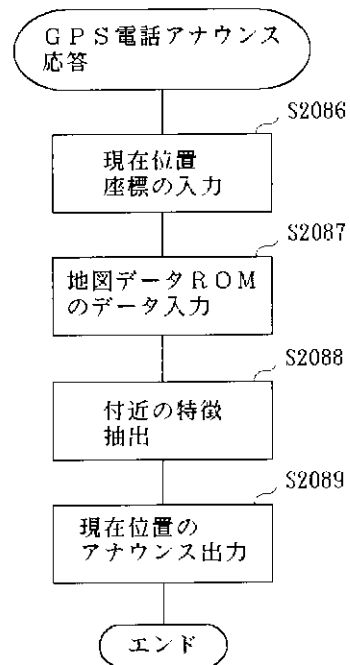 GPS電話アナウンス
応答
S2086
現在位置
座標の入力
S2087
地図データROM
のデータ入力
S2088
付近の特徴
抽出
S2089
現在位置の
アナウンス出力
エンド